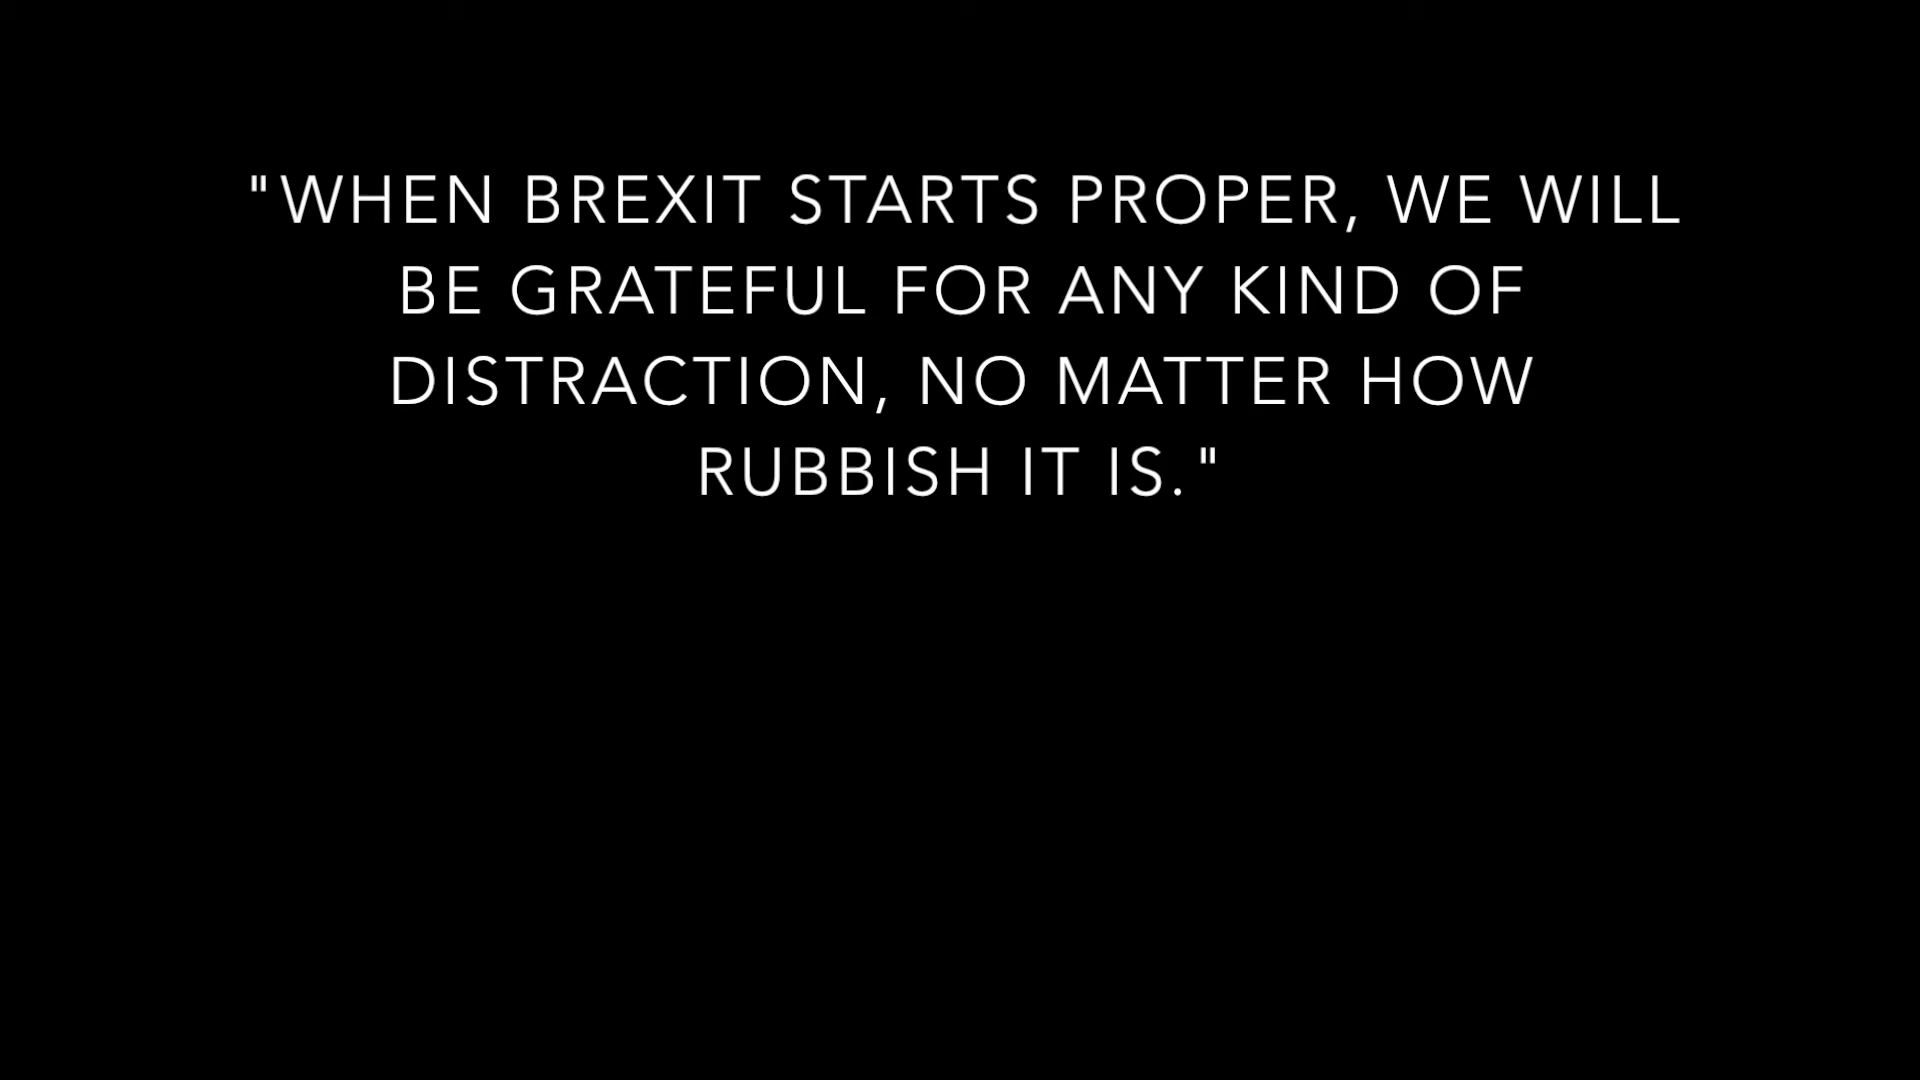 "WHEN BREXIT STARTS PROPER, WE WILL
BE GRATEFUL FOR ANY KIND OF
DISTRACTION, NO MATTER HOW
RUBBISH IT IS."